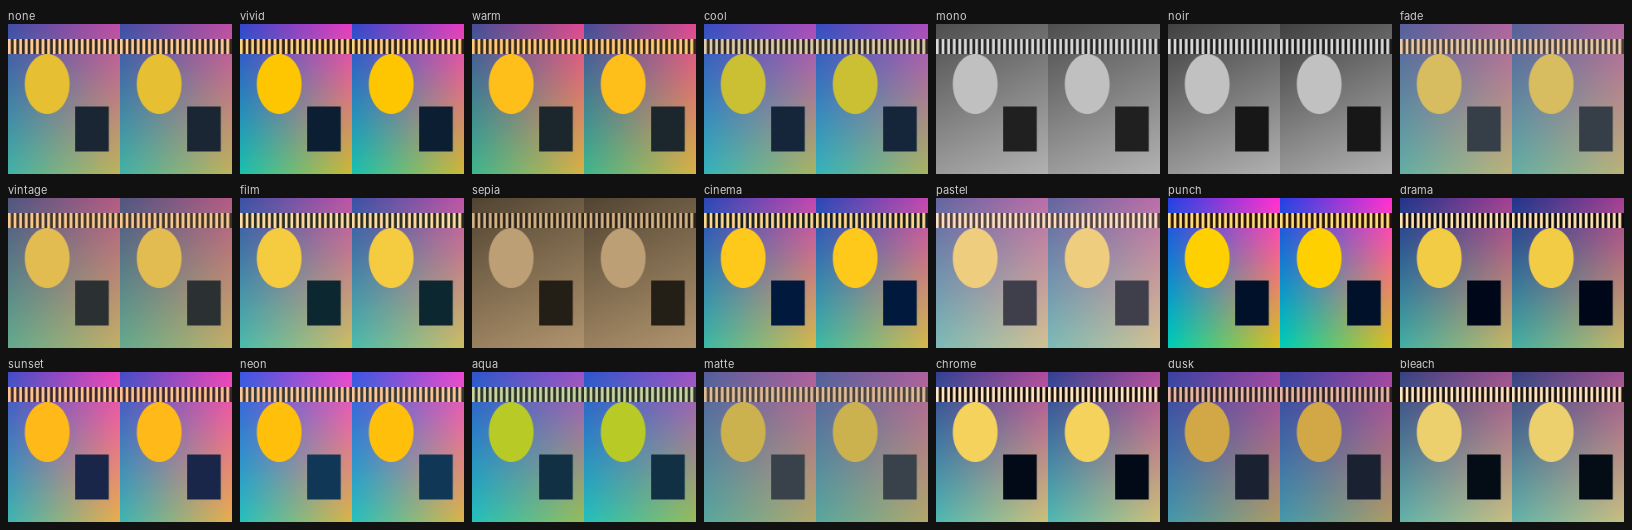 none
vivid
warm
cool
mono
noir
fade
vintage
film
sepia
cinema
pastel
punch
drama
sunset
neon
aqua
matte
chrome
dusk
bleach